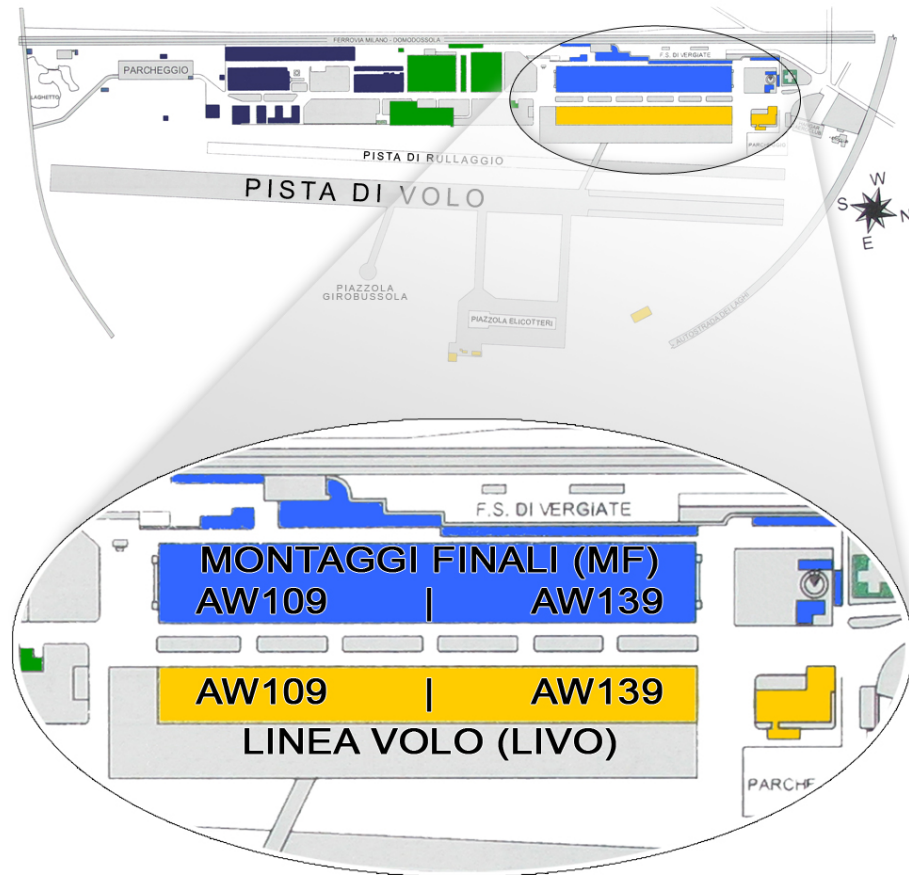 FERROVIA MILANO - DOMODOSSOLA
F.S. DI VERGIATE
PARCHEGGIO
LAGHETTO
PARCHEGGIO
PISTA DI RULLAGGIO
PISTA DI VOLO
W
S
N
E
PIAZZOLA
GIROBUSSOLA
PIAZZOLA ELICOTTERI
AUTOSTRADA DEI LAGHI
F.S. DI VERGIATE
MONTAGGI FINALI (MF)
AW109 | AW139
AW109 | AW139
LINEA VOLO (LIVO)
PARCHE